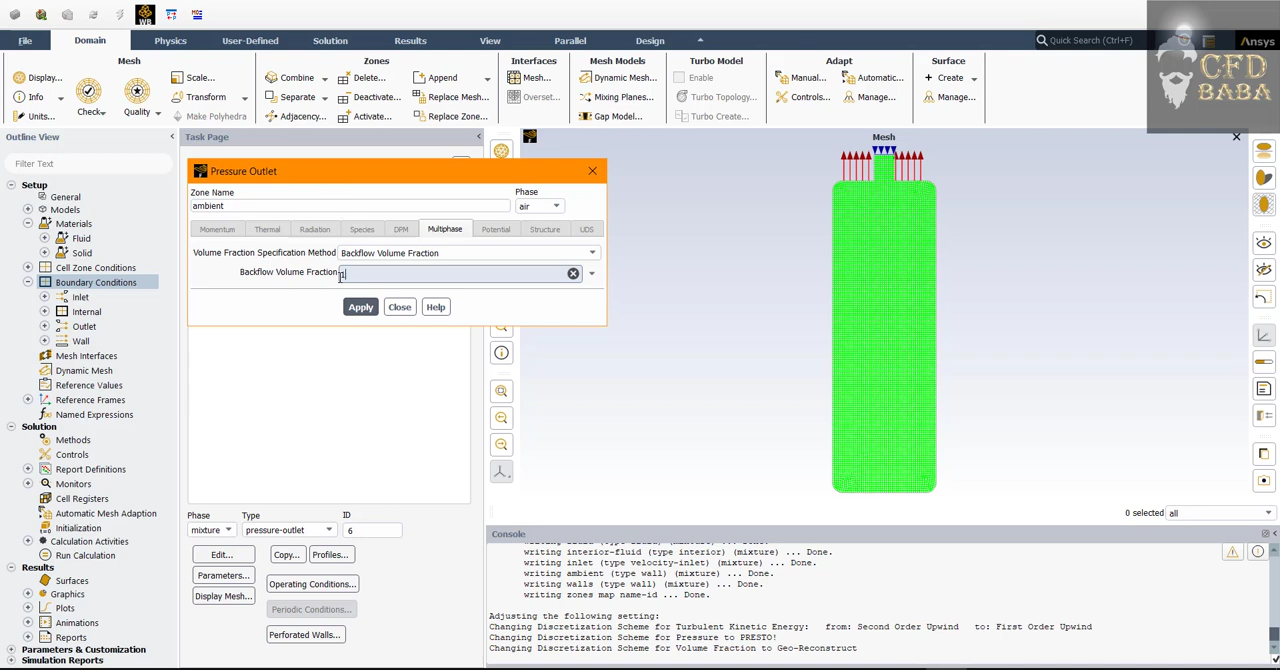 WB
File
Domain
Physics
User-Defined
Solution
Results
View
Parallel
Design
Quick Search (Ctrl+F)
Ansys
CFD
BABA
Mesh
Zones
Interfaces
Mesh Models
Turbo Model
Adapt
Surface
Display...
Scale...
Combine
Delete...
Append
Mesh...
Dynamic Mesh...
Enable
Manual...
Automatic...
Create
Info
Transform
Separate
Deactivate...
Replace Mesh...
Overset...
Mixing Planes...
Turbo Topology...
Controls...
Manage...
Manage...
Units...
Check
Quality
Make Polyhedra
Adjacency...
Activate...
Replace Zone...
Gap Model...
Turbo Create...
Outline View
Task Page
Mesh
Filter Text
Setup
General
Models
Materials
Fluid
Solid
Cell Zone Conditions
Boundary Conditions
Inlet
Internal
Outlet
Wall
Mesh Interfaces
Dynamic Mesh
Reference Values
Reference Frames
Named Expressions
Solution
Methods
Controls
Report Definitions
Monitors
Cell Registers
Automatic Mesh Adaption
Initialization
Calculation Activities
Run Calculation
Results
Surfaces
Graphics
Plots
Animations
Reports
Parameters & Customization
Simulation Reports
Pressure Outlet
Zone Name
Phase
ambient
air
Momentum
Thermal
Radiation
Species
DPM
Multiphase
Potential
Structure
UDS
Volume Fraction Specification Method
Backflow Volume Fraction
Backflow Volume Fraction
1
Apply
Close
Help
Phase
Type
ID
mixture
pressure-outlet
6
Edit...
Copy...
Profiles...
Parameters...
Operating Conditions...
Display Mesh...
Periodic Conditions...
Perforated Walls...
0 selected
all
Console
writing interior-fluid (type interior) (mixture) ... Done.
writing inlet (type velocity-inlet) (mixture) ... Done.
writing ambient (type wall) (mixture) ... Done.
writing walls (type wall) (mixture) ... Done.
writing zones map name-id ... Done.
Adjusting the following setting:
Changing Discretization Scheme for Turbulent Kinetic Energy: from: Second Order Upwind to: First Order Upwind
Changing Discretization Scheme for Pressure to PRESTO!
Changing Discretization Scheme for Volume Fraction to Geo-Reconstruct